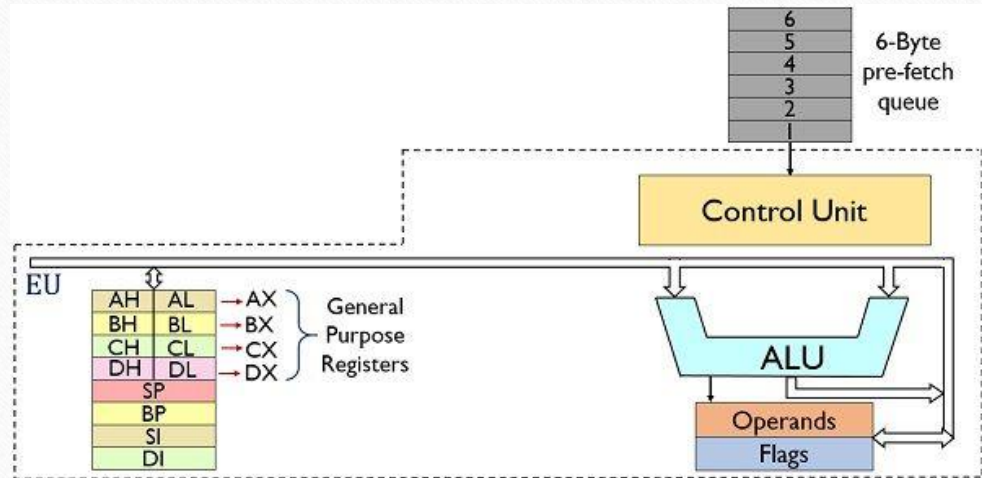 6
5
4
3
2
1
6-Byte
pre-fetch
queue
Control Unit
EU
AH AL AX
BH BL BX
CH CL CX
DH DL DX
SP
BP
SI
DI
General
Purpose
Registers
ALU
Operands
Flags